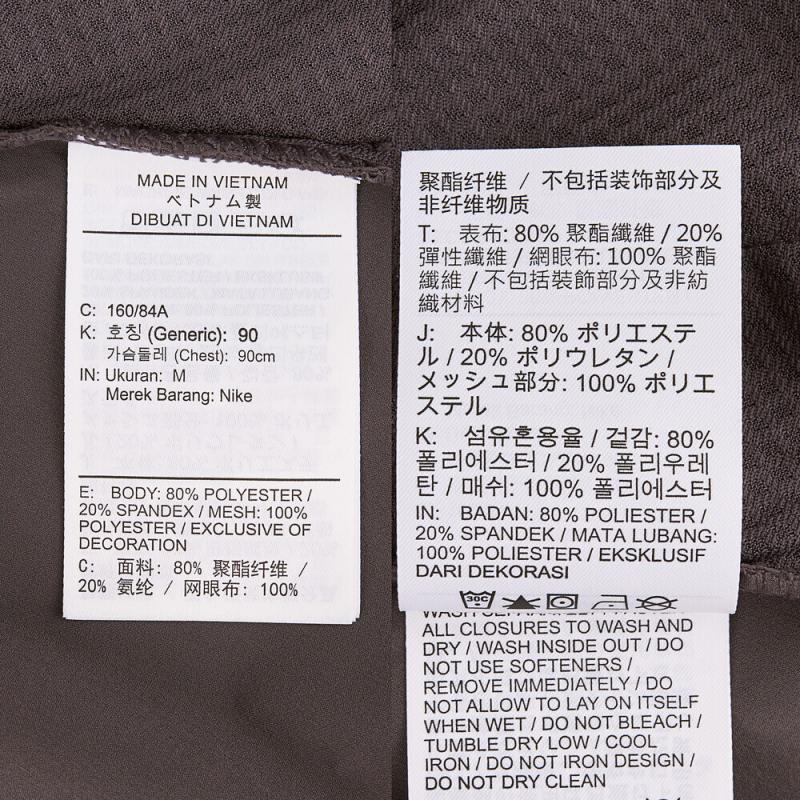 MADE IN VIETNAM
ベトナム製
DIBUAT DI VIETNAM
C: 160/84A
K: 호칭 (Generic): 90
가슴둘레 (Chest): 90cm
IN: Ukuran: M
Merek Barang: Nike
E: BODY: 80% POLYESTER /
20% SPANDEX / MESH: 100%
POLYESTER / EXCLUSIVE OF
DECORATION
C: 面料: 80% 聚酯纤维 /
20% 氨纶 / 网眼布: 100%
聚酯纤维 / 不包括装饰部分及
非纤维物质
T: 表布: 80% 聚酯纖維 / 20%
彈性纖維 / 網眼布: 100% 聚酯
纖維 / 不包括裝飾部分及非紡
織材料
J: 本体: 80% ポリエステ
ル / 20% ポリウレタン /
メッシュ部分: 100% ポリエ
ステル
K: 섬유혼용율 / 겉감: 80%
폴리에스터 / 20% 폴리우레
탄 / 매쉬: 100% 폴리에스터
IN: BADAN: 80% POLIESTER /
20% SPANDEK / MATA LUBANG:
100% POLIESTER / EKSKLUSIF
DARI DEKORASI
30C
ALL CLOSURES TO WASH AND
DRY / WASH INSIDE OUT / DO
NOT USE SOFTENERS /
REMOVE IMMEDIATELY / DO
NOT ALLOW TO LAY ON ITSELF
WHEN WET / DO NOT BLEACH /
TUMBLE DRY LOW / COOL
IRON / DO NOT IRON DESIGN /
DO NOT DRY CLEAN